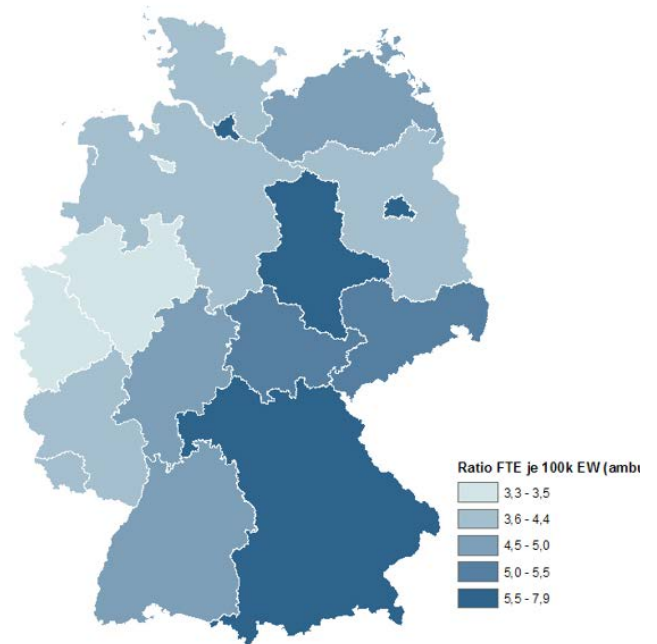 Ratio FTE je 100k EW (ambu
3,3 - 3,5
3,6 - 4,4
4,5 - 5,0
5,0 - 5,5
5,5 - 7,9